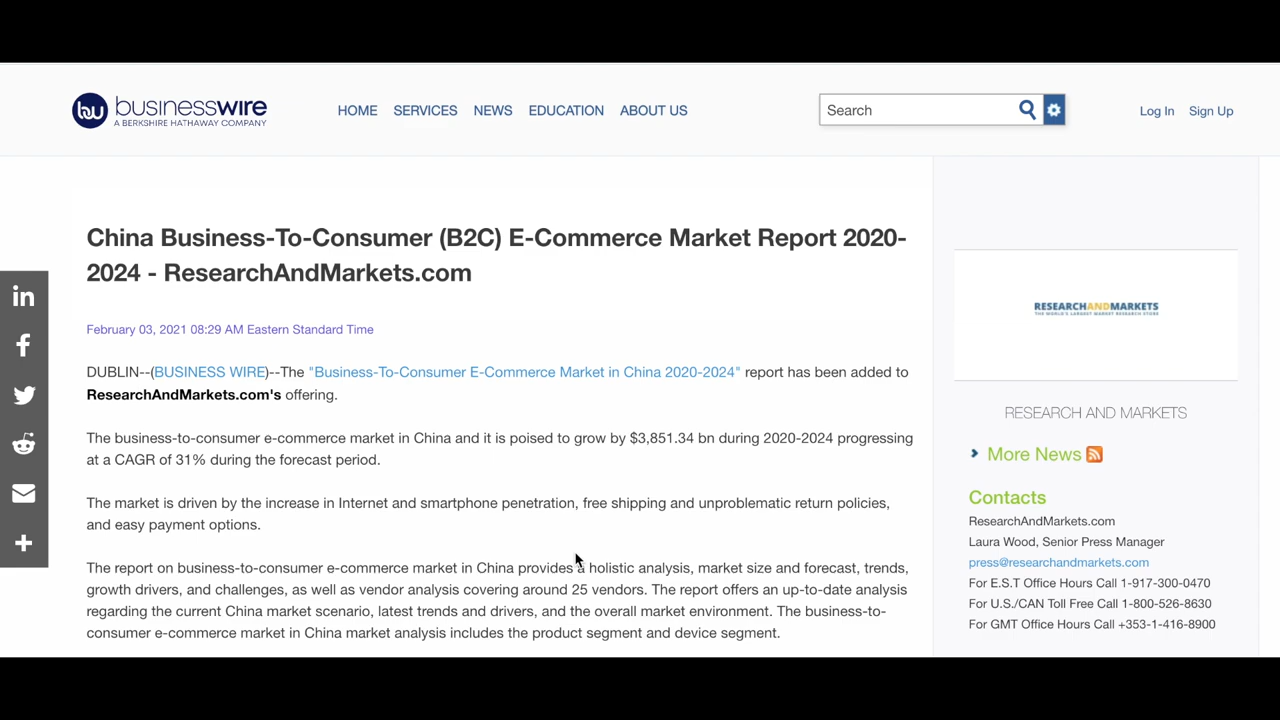 bw businesswire
A BERKSHIRE HATHAWAY COMPANY
HOME SERVICES NEWS EDUCATION ABOUT US
Search
Log In Sign Up
China Business-To-Consumer (B2C) E-Commerce Market Report 2020-
2024 - ResearchAndMarkets.com
February 03, 2021 08:29 AM Eastern Standard Time
DUBLIN--(BUSINESS WIRE)--The "Business-To-Consumer E-Commerce Market in China 2020-2024" report has been added to
ResearchAndMarkets.com's offering.
The business-to-consumer e-commerce market in China and it is poised to grow by $3,851.34 bn during 2020-2024 progressing
at a CAGR of 31% during the forecast period.
The market is driven by the increase in Internet and smartphone penetration, free shipping and unproblematic return policies,
and easy payment options.
The report on business-to-consumer e-commerce market in China provides a holistic analysis, market size and forecast, trends,
growth drivers, and challenges, as well as vendor analysis covering around 25 vendors. The report offers an up-to-date analysis
regarding the current China market scenario, latest trends and drivers, and the overall market environment. The business-to-
consumer e-commerce market in China market analysis includes the product segment and device segment.
RESEARCHANDMARKETS
THE WORLD'S LARGEST MARKET RESEARCH STORE
RESEARCH AND MARKETS
More News
Contacts
ResearchAndMarkets.com
Laura Wood, Senior Press Manager
press@researchandmarkets.com
For E.S.T Office Hours Call 1-917-300-0470
For U.S./CAN Toll Free Call 1-800-526-8630
For GMT Office Hours Call +353-1-416-8900